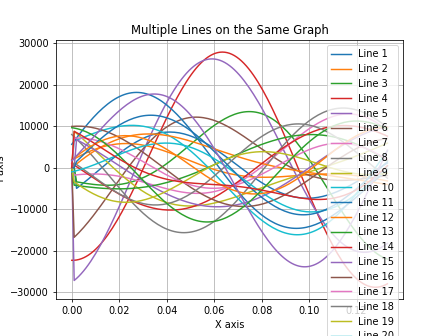 Multiple Lines on the Same Graph
30000
20000
10000
0
−10000
−20000
−30000
0.00
0.02
0.04
0.06
0.08
0.10
X axis
axis
Line 1
Line 2
Line 3
Line 4
Line 5
Line 6
Line 7
Line 8
Line 9
Line 10
Line 11
Line 12
Line 13
Line 14
Line 15
Line 16
Line 17
Line 18
Line 19
Line 20